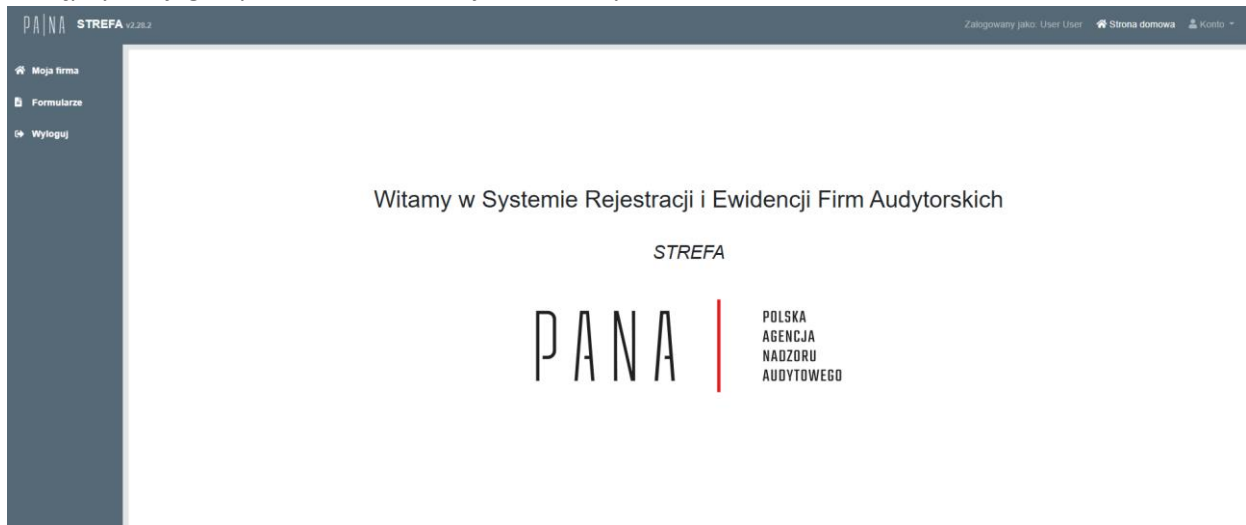 PA|NA STREFA v2.28.2
Zalogowany jako: User User Strona domowa Konto
Moja firma
Formularze
Wyloguj
Witamy w Systemie Rejestracji i Ewidencji Firm Audytorskich
STREFA
PANA
POLSKA
AGENCJA
NADZORU
AUDYTOWEGO